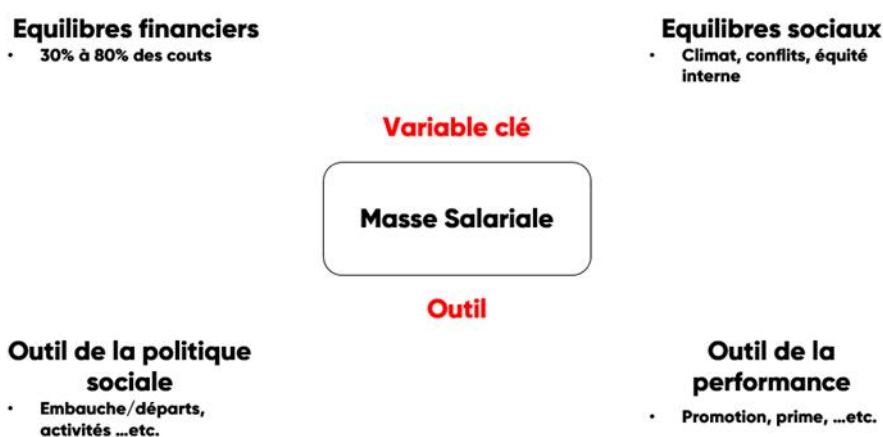 Equilibres financiers
• 30% à 80% des couts
Equilibres sociaux
• Climat, conflits, équité
interne
Variable clé
Masse Salariale
Outil
Outil de la politique
sociale
• Embauche/départs,
activités ...etc.
Outil de la
performance
• Promotion, prime, ...etc.